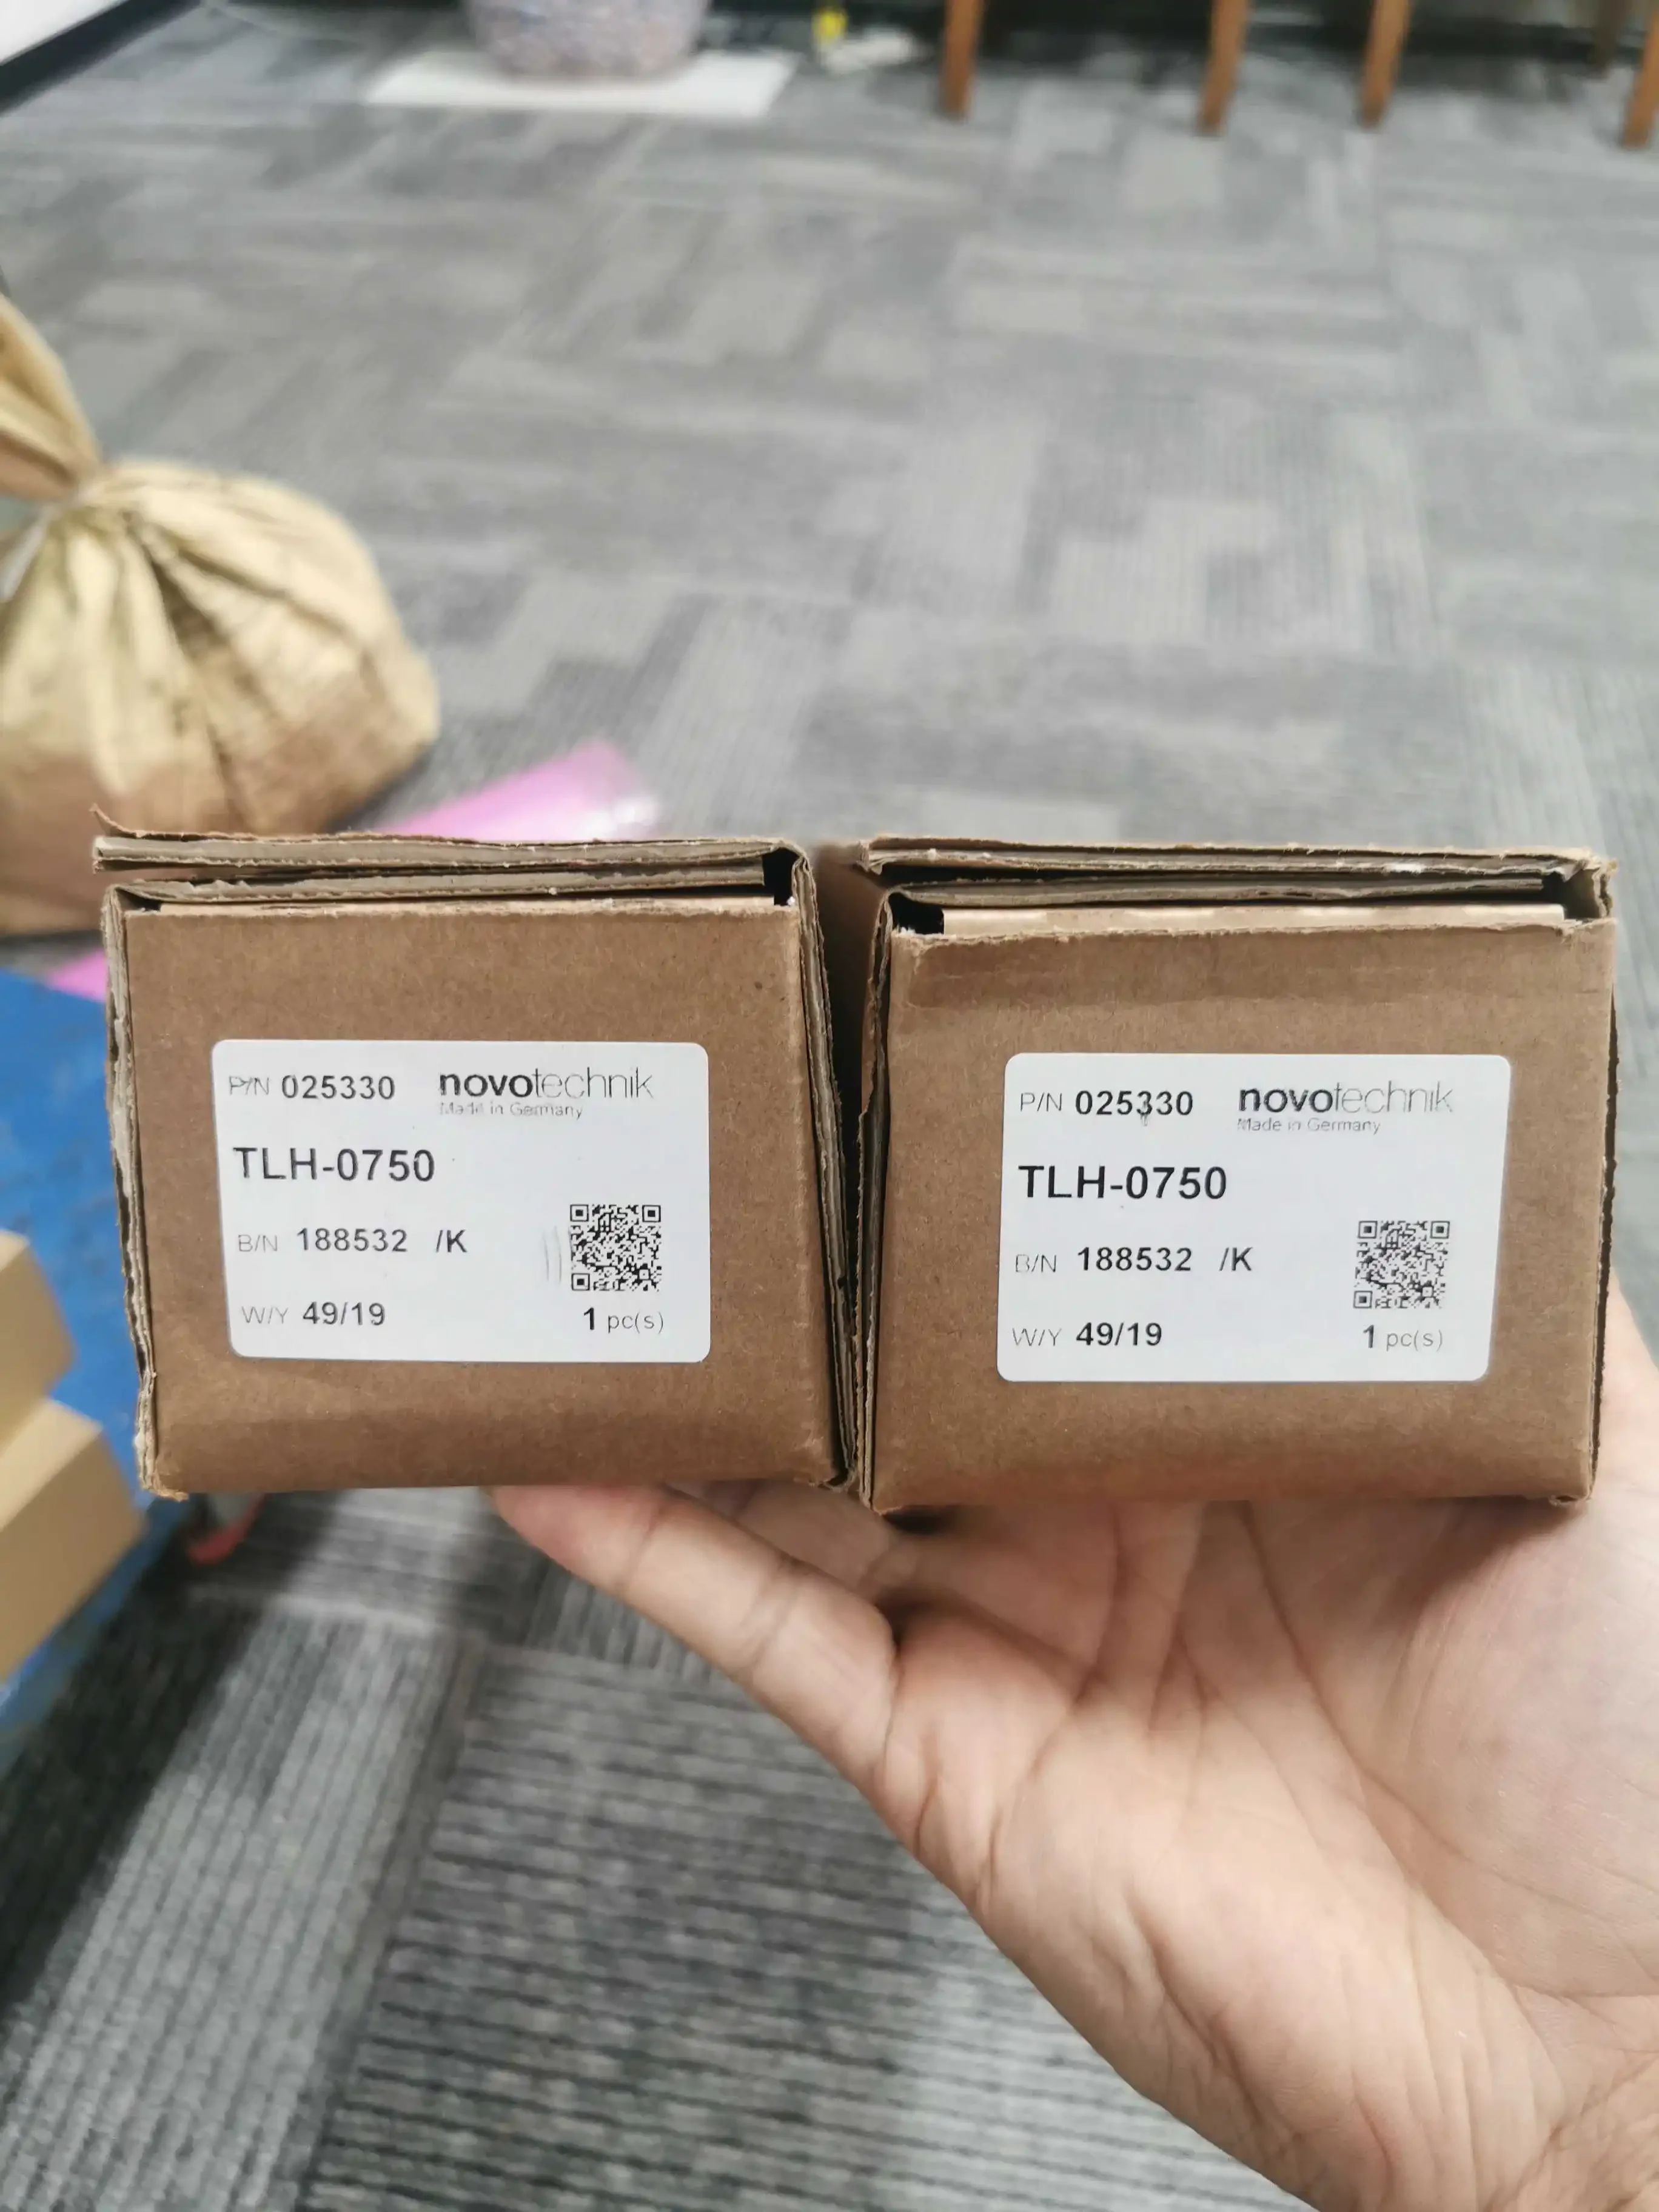 P/N 025330 novotechnik
Made in Germany
TLH-0750
B/N 188532 /K
W/Y 49/19 1 pc(s)
P/N 025330 novotechnik
Made in Germany
TLH-0750
B/N 188532 /K
W/Y 49/19 1 pc(s)